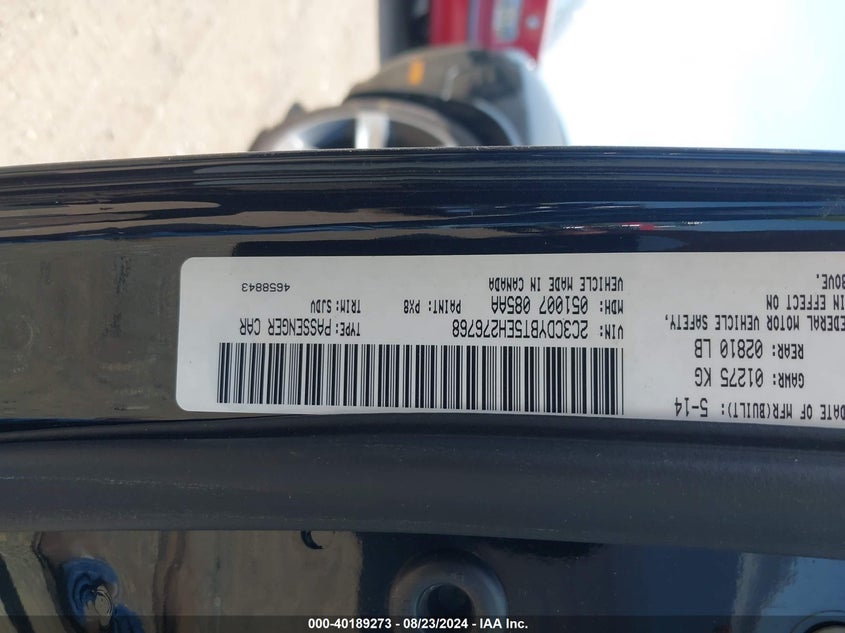 DATE OF MFR(BUILT): 5-14
GAWR: 01275 KG
REAR: 02810 LB
EDERAL MOTOR VEHICLE SAFETY,
IN EFFECT ON
BOVE.
VIN: 2C3CDYBT5EH276768 TYPE: PASSENGER CAR
MDH: 051007 085AA PAINT: PX8 TRIM: SJDV
VEHICLE MADE IN CANADA 4658843
000-40189273 - 08/23/2024 - IAA Inc.